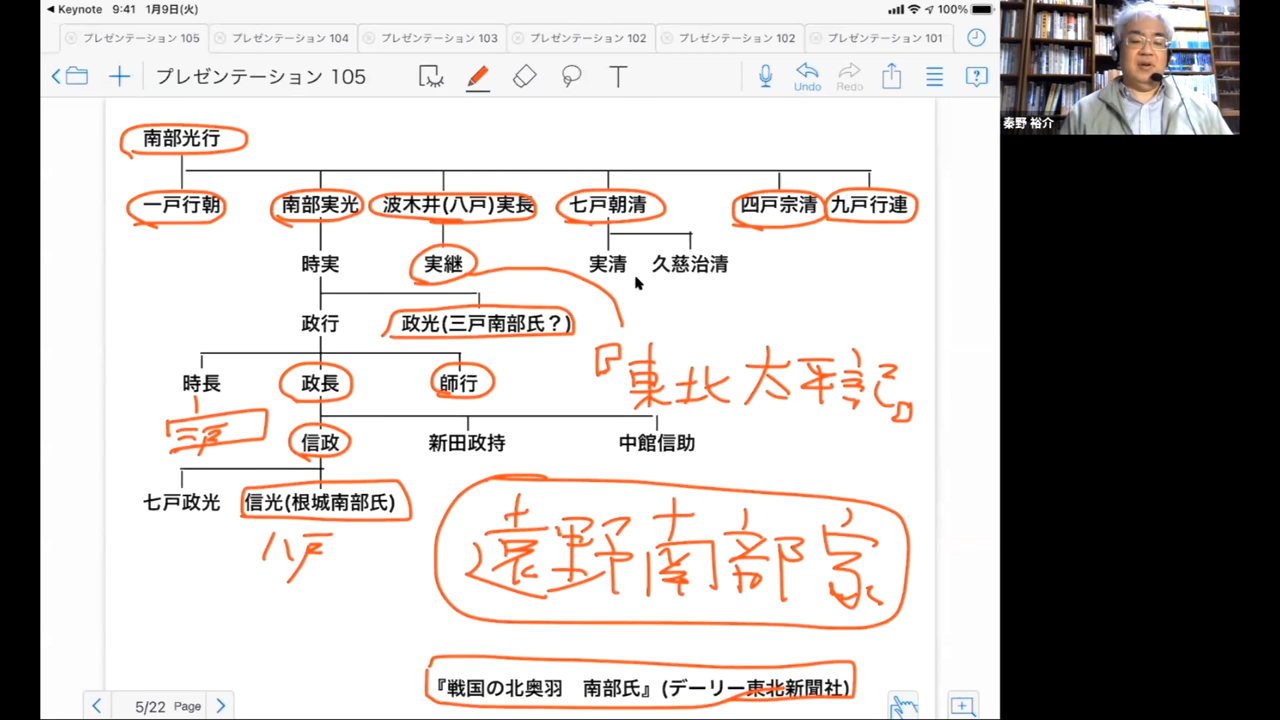 Keynote 9:41 1月9日(火) 100%
プレゼンテーション 105 プレゼンテーション 104 プレゼンテーション 103 プレゼンテーション 102 プレゼンテーション 102 プレゼンテーション 101
プレゼンテーション 105 T Undo Redo ?
秦野 裕介
南部光行
一戸行朝 南部実光 波木井(八戸)実長 七戸朝清 四戸宗清 九戸行連
時実 実継 実清 久慈治清
政行 政光(三戸南部氏?)
『東北太平記』
時長 政長 師行
三戸
信政 新田政持 中館信助
七戸政光 信光(根城南部氏)
八戸
遠野南部家
『戦国の北奥羽 南部氏』(デーリー東北新聞社)
5/22 Page